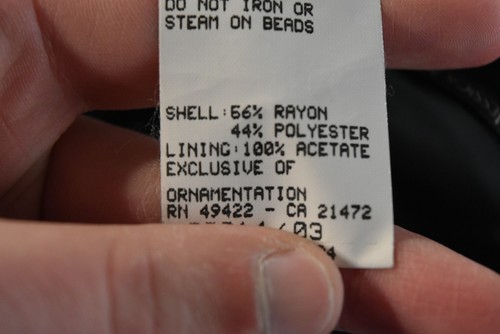 DO NOT IRON OR
STEAM ON BEADS
SHELL:56% RAYON
44% POLYESTER
LINING:100% ACETATE
EXCLUSIVE OF
ORNAMENTATION
RN 49422 - CA 21472